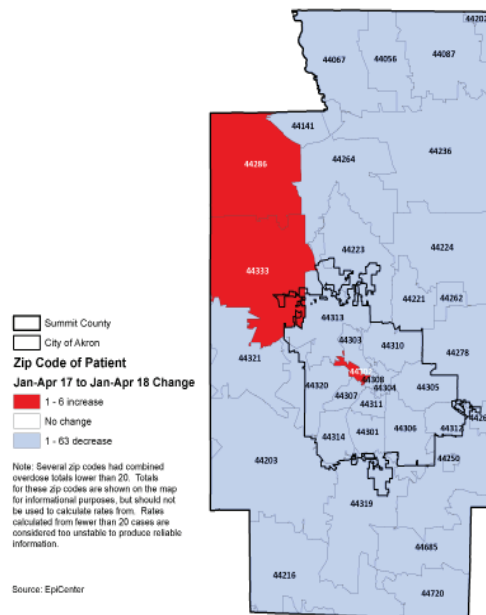 44202
44067
44056
44087
44141
44236
44286
44264
44223
44224
44333
44221
44262
44313
44303
44310
44278
44321
44308
44304
44320
44305
44307
44311
44314
44301
44306
44312
44250
44203
44319
44685
44216
44720
Summit County
City of Akron
Zip Code of Patient
Jan-Apr 17 to Jan-Apr 18 Change
1 - 6 increase
No change
1 - 63 decrease
Note: Several zip codes had combined
overdose totals lower than 20. Totals
for these zip codes are shown on the map
for informational purposes, but should not
be used to calculate rates from. Rates
calculated from fewer than 20 cases are
considered too unstable to produce reliable
information.
Source: EpiCenter